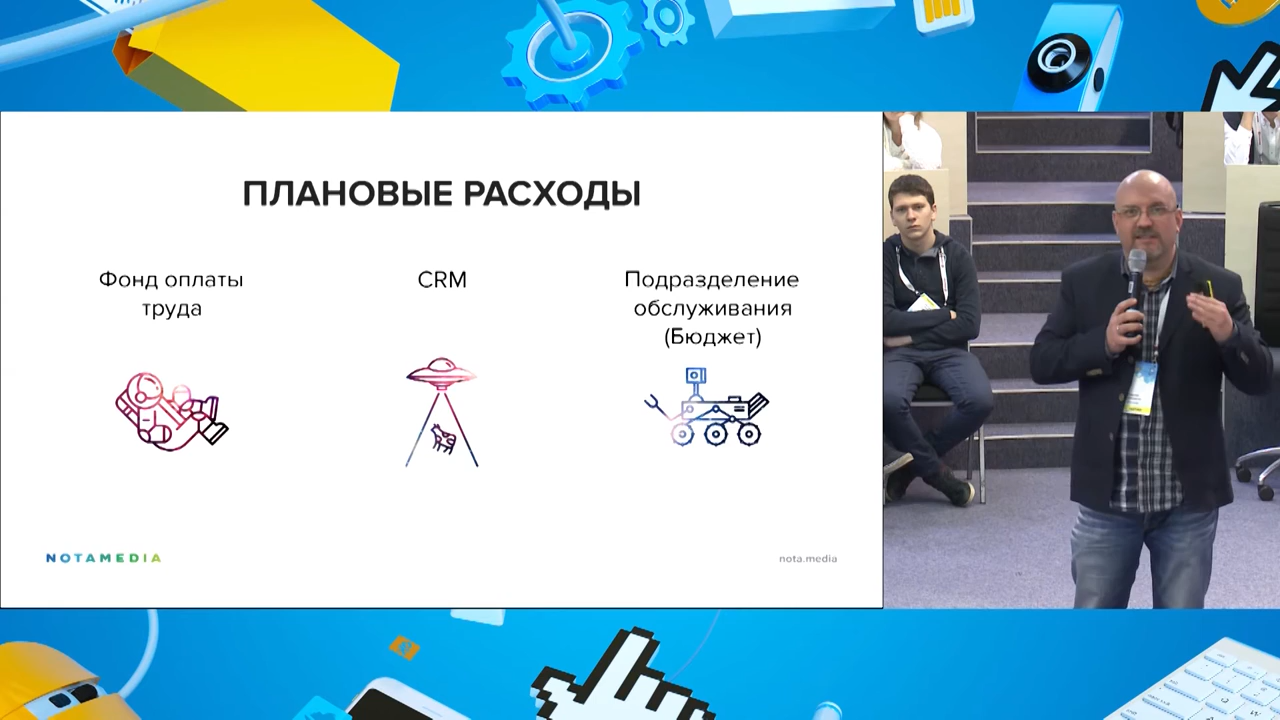 ПЛАНОВЫЕ РАСХОДЫ
Фонд оплаты
труда
CRM
Подразделение
обслуживания
(Бюджет)
NOTAMEDIA
nota.media